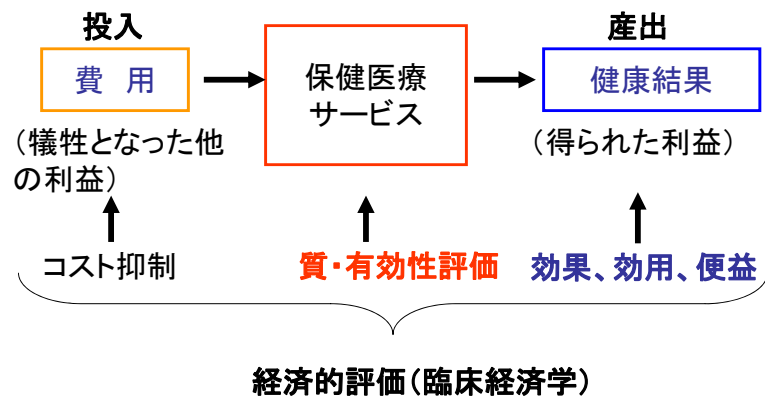 投入
産出
費 用
保健医療
サービス
健康結果
(犠牲となった他
の利益)
(得られた利益)
コスト抑制
質・有効性評価
効果、効用、便益
経済的評価(臨床経済学)